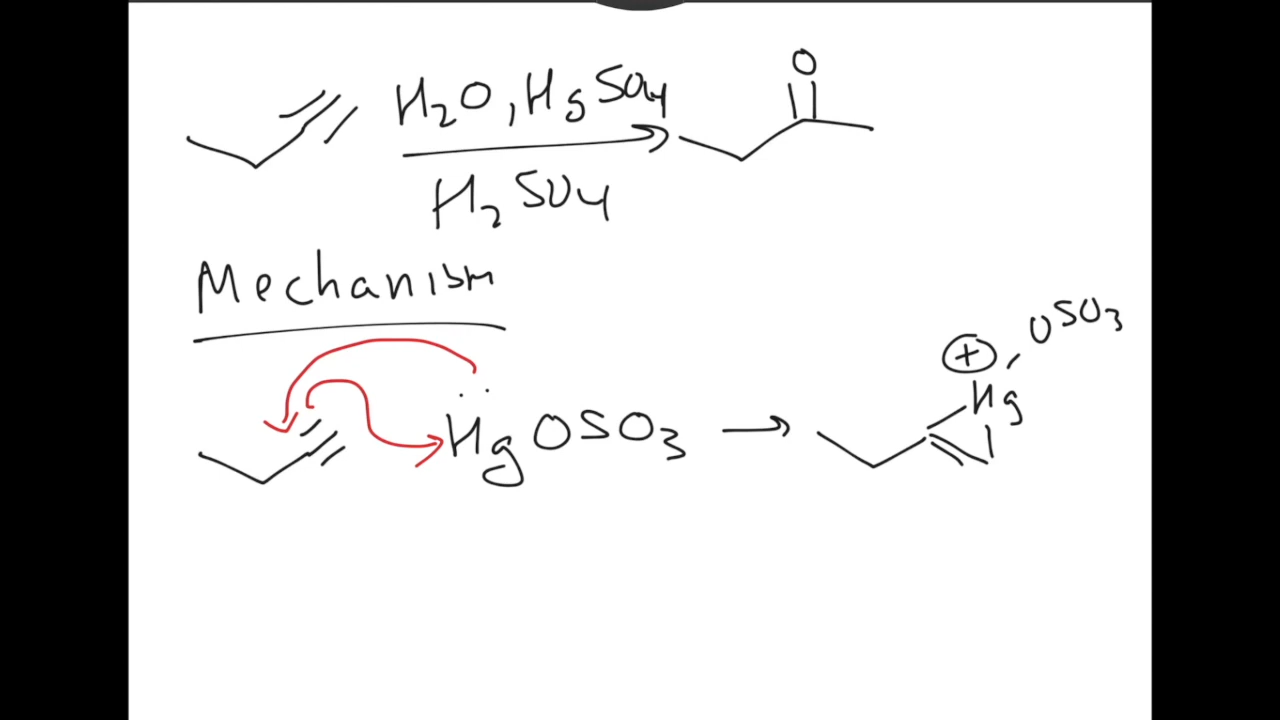 H₂O, HgSO₄
O
H₂SO₄
Mechanism
⊕ OSO₃
HgOSO₃ → Hg